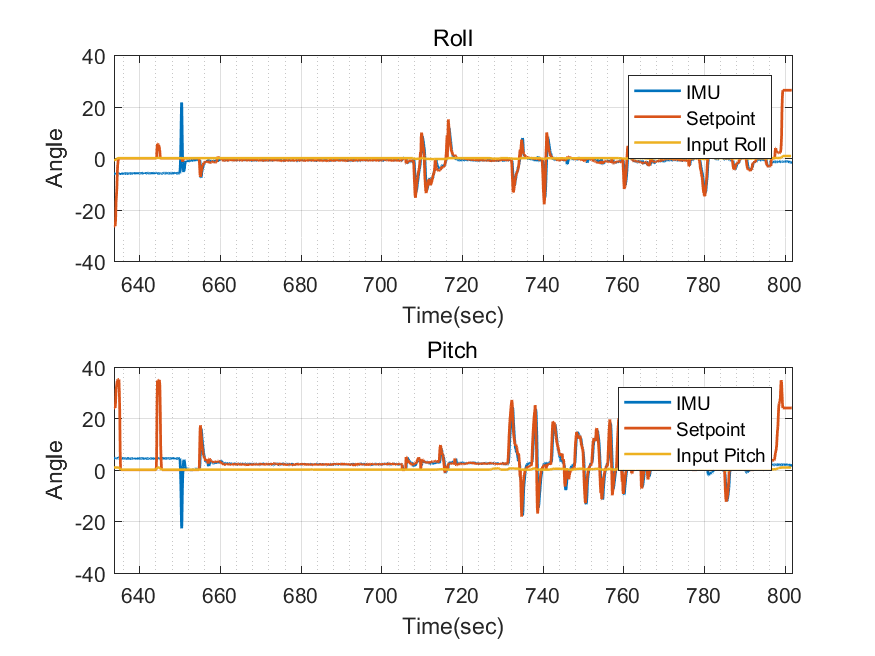 Roll
40
20
0
-20
-40
Angle
IMU
Setpoint
Input Roll
640 660 680 700 720 740 760 780 800
Time(sec)
Pitch
40
20
0
-20
-40
Angle
IMU
Setpoint
Input Pitch
640 660 680 700 720 740 760 780 800
Time(sec)